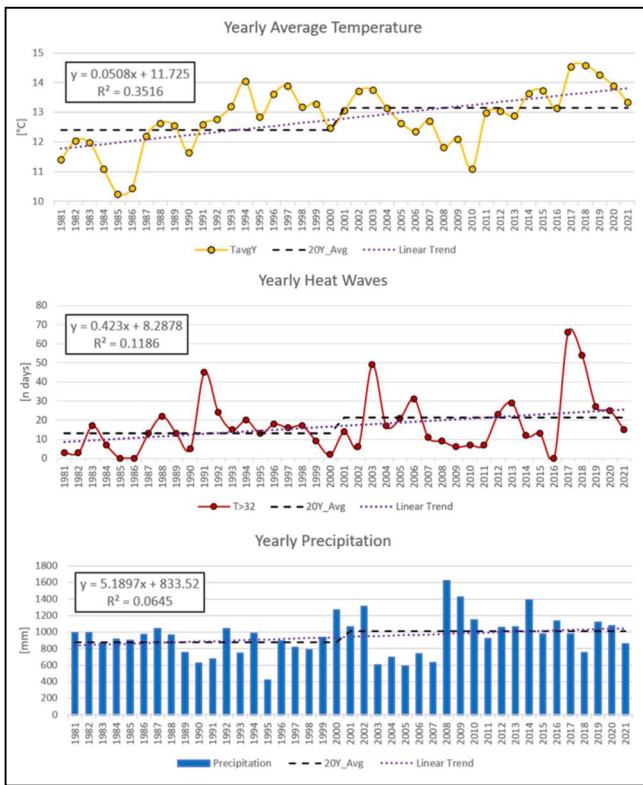 Yearly Average Temperature
y = 0.0508x + 11.725
R² = 0.3516
[°C]
15
14
13
12
11
10
1981 1982 1983 1984 1985 1986 1987 1988 1989 1990 1991 1992 1993 1994 1995 1996 1997 1998 1999 2000 2001 2002 2003 2004 2005 2006 2007 2008 2009 2010 2011 2012 2013 2014 2015 2016 2017 2018 2019 2020 2021
TavgY 20Y_Avg Linear Trend
Yearly Heat Waves
y = 0.423x + 8.2878
R² = 0.1186
[n days]
80
70
60
50
40
30
20
10
0
1981 1982 1983 1984 1985 1986 1987 1988 1989 1990 1991 1992 1993 1994 1995 1996 1997 1998 1999 2000 2001 2002 2003 2004 2005 2006 2007 2008 2009 2010 2011 2012 2013 2014 2015 2016 2017 2018 2019 2020 2021
T>32 20Y_Avg Linear Trend
Yearly Precipitation
y = 5.1897x + 833.52
R² = 0.0645
[mm]
1800
1600
1400
1200
1000
800
600
400
200
0
1981 1982 1983 1984 1985 1986 1987 1988 1989 1990 1991 1992 1993 1994 1995 1996 1997 1998 1999 2000 2001 2002 2003 2004 2005 2006 2007 2008 2009 2010 2011 2012 2013 2014 2015 2016 2017 2018 2019 2020 2021
Precipitation 20Y_Avg Linear Trend